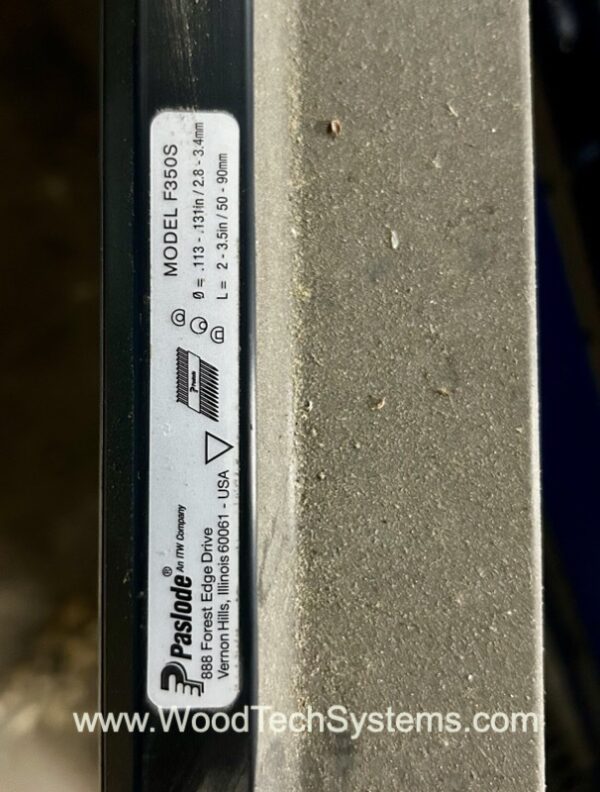 Paslode® An ITW Company
888 Forest Edge Drive
Vernon Hills, Illinois 60061 - USA
Paslode
MODEL F350S
Ø = .113 - .131in / 2.8 - 3.4mm
L = 2 - 3.5in / 50 - 90mm
www.WoodTechSystems.com